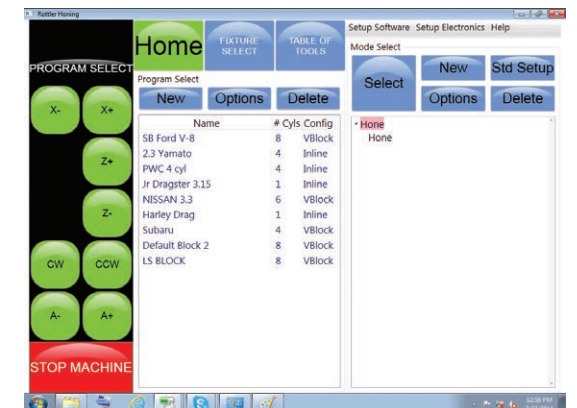 Rottler Honing
PROGRAM SELECT
X-
X+
Z+
Z-
CW
CCW
A-
A+
STOP MACHINE
Home
FIXTURE
SELECT
TABLE OF
TOOLS
Program Select
New
Options
Delete
Name # Cyls Config
SB Ford V-8 8 VBlock
2.3 Yamato 4 Inline
PWC 4 cyl 4 Inline
Jr Dragster 3.15 1 Inline
NISSAN 3.3 6 VBlock
Harley Drag 1 Inline
Subaru 4 VBlock
Default Block 2 8 VBlock
LS BLOCK 8 VBlock
Setup Software Setup Electronics Help
Mode Select
Select
New
Std Setup
Options
Delete
Hone
Hone
12:56 PM